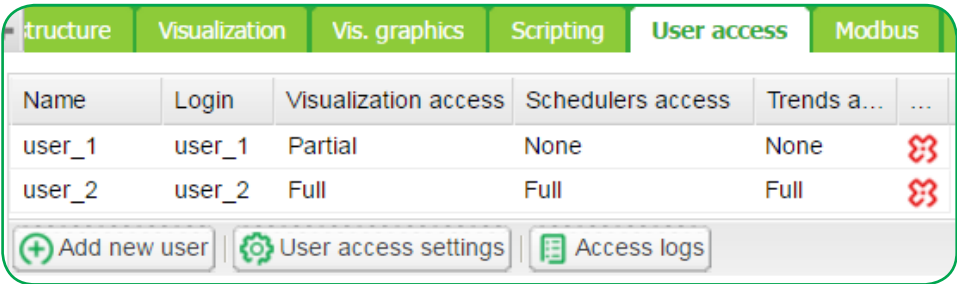 tructure Visualization Vis. graphics Scripting User access Modbus
Name Login Visualization access Schedulers access Trends a... ...
user_1 user_1 Partial None None
user_2 user_2 Full Full Full
Add new user User access settings Access logs